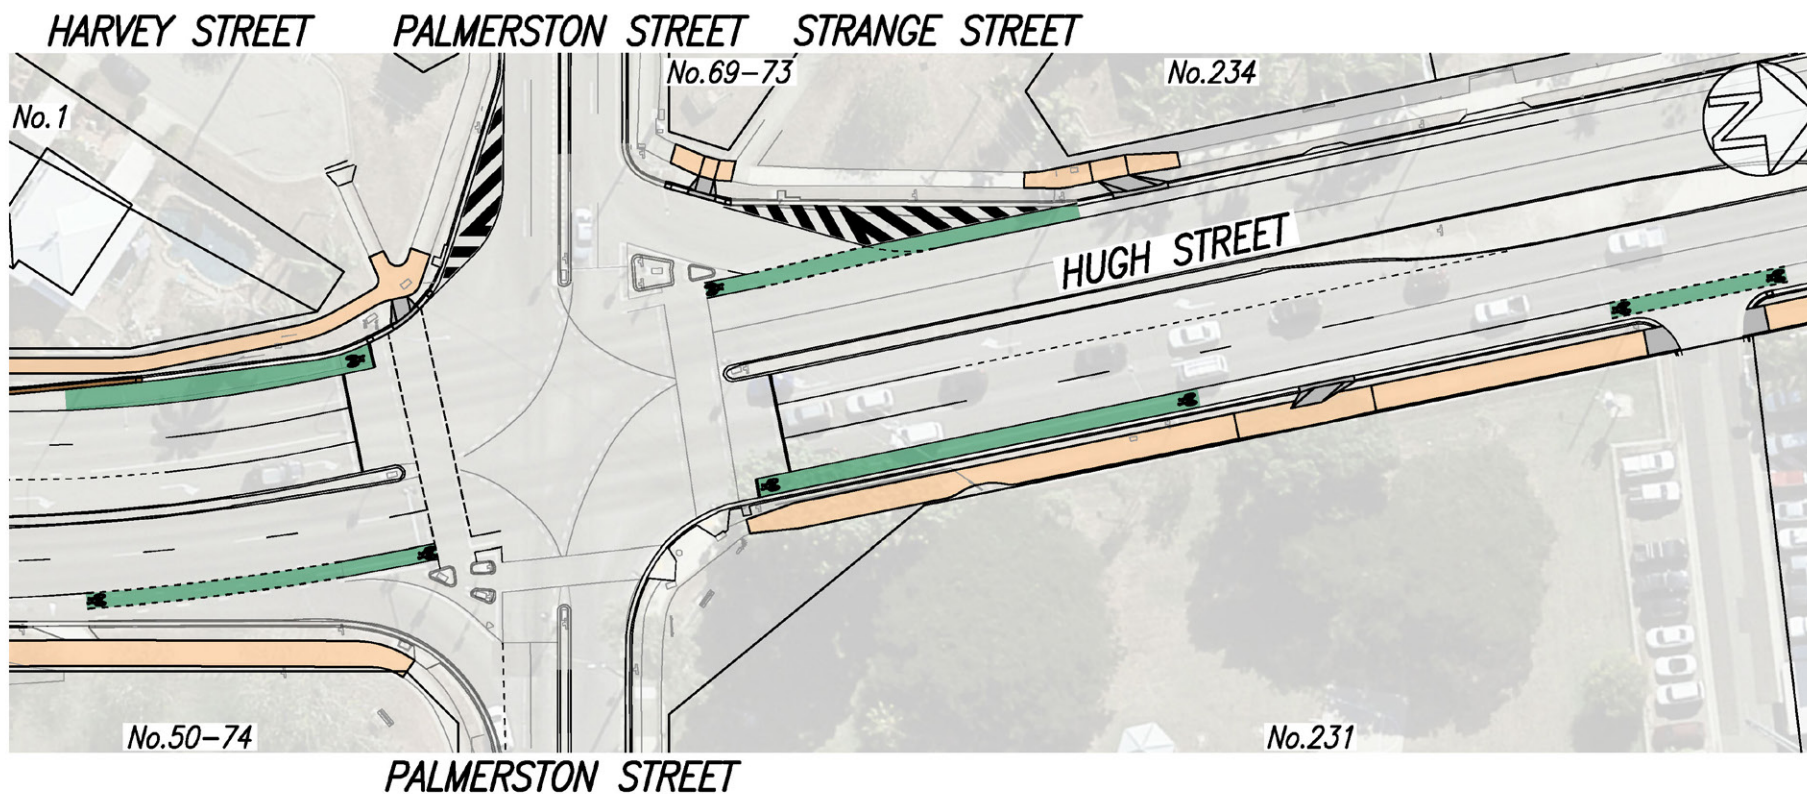 HARVEY STREET PALMERSTON STREET STRANGE STREET
No.69-73 No.234
No.1
N
HUGH STREET
No.50-74 No.231
PALMERSTON STREET